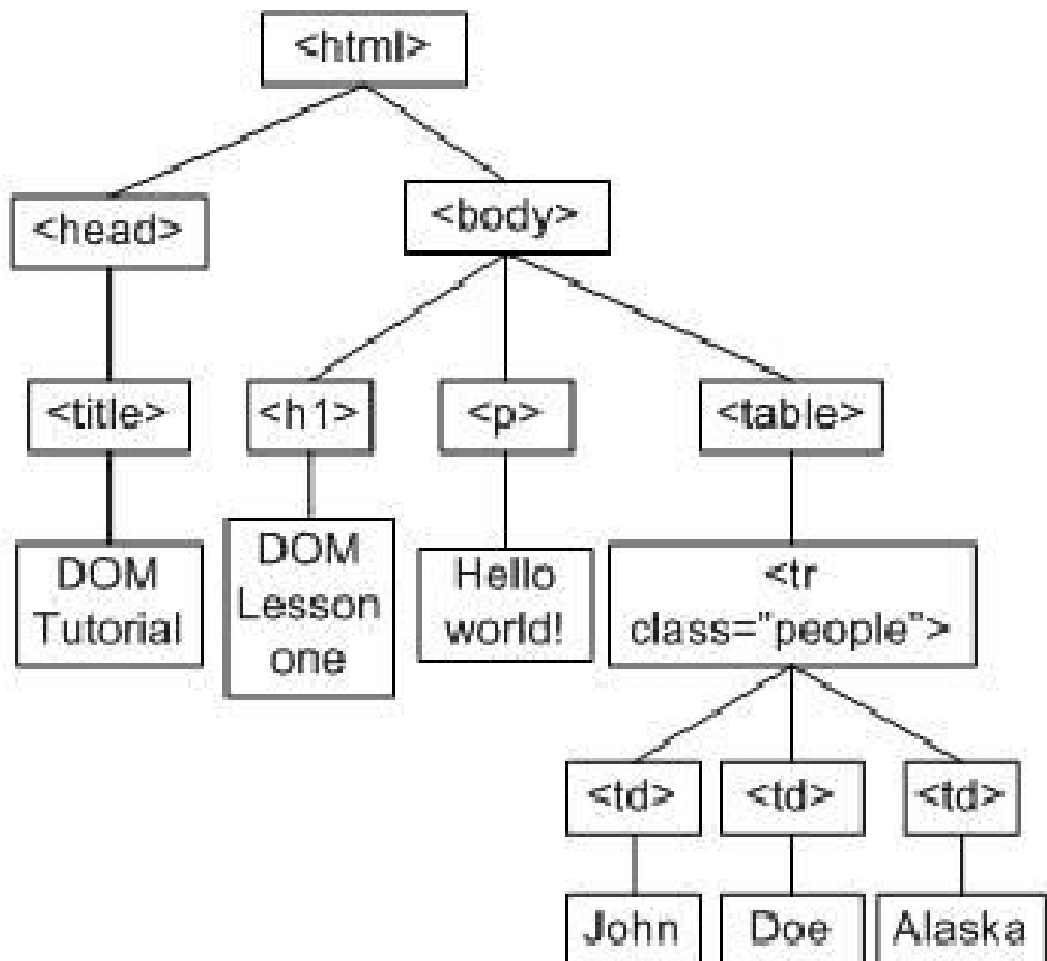 <html>
<head>
<body>
<title>
<h1>
<p>
<table>
DOM
Tutorial
DOM
Lesson
one
Hello
world!
<tr
class="people">
<td>
<td>
<td>
John
Doe
Alaska